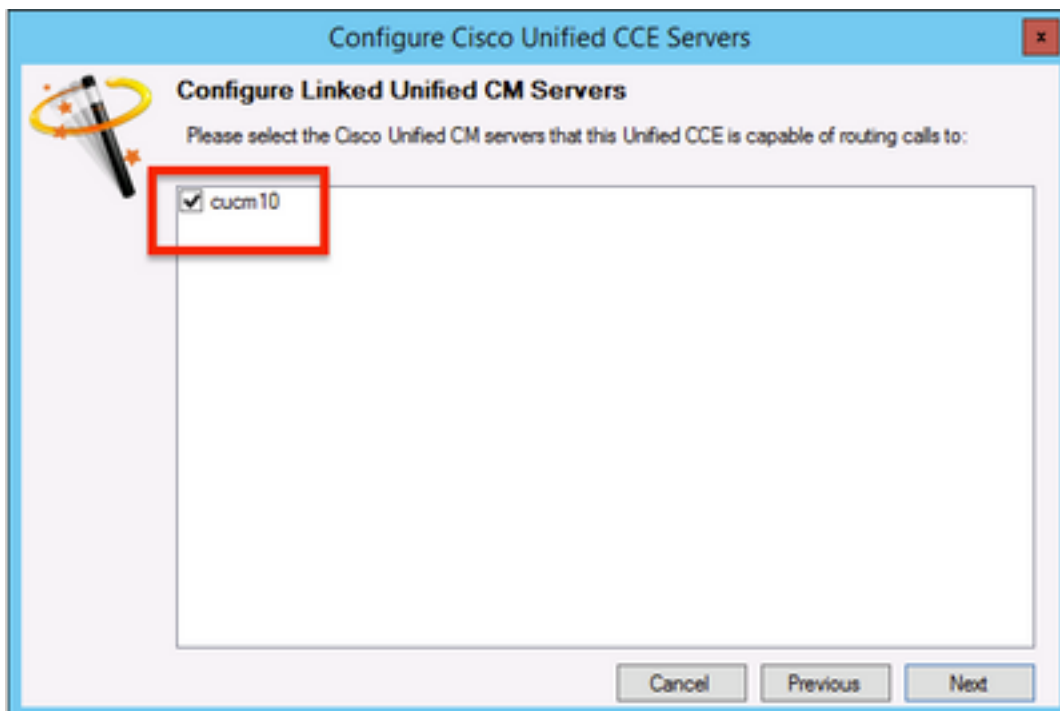 Configure Cisco Unified CCE Servers
x
Configure Linked Unified CM Servers
Please select the Cisco Unified CM servers that this Unified CCE is capable of routing calls to:
cucm10
Cancel Previous Next